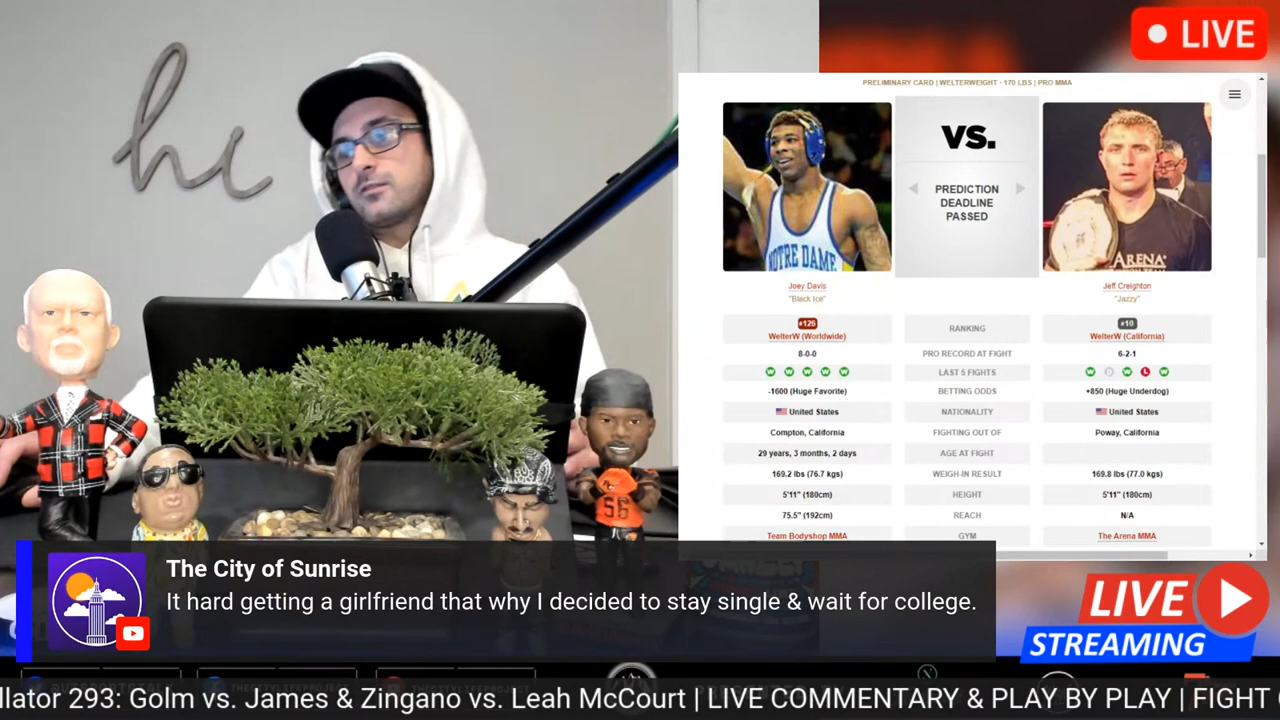 hi
LIVE
PRELIMINARY CARD | WELTERWEIGHT · 170 LBS | PRO MMA
VS.
PREDICTION
DEADLINE
PASSED
NOTRE DAME
ARENA
Joey Davis
"Black Ice"
Jeff Creighton
"Jazzy"
#126 RANKING #10
WelterW (Worldwide) WelterW (California)
8-0-0 PRO RECORD AT FIGHT 6-2-1
W W W W W LAST 5 FIGHTS W D W L W
-1600 (Huge Favorite) BETTING ODDS +850 (Huge Underdog)
United States NATIONALITY United States
Compton, California FIGHTING OUT OF Poway, California
29 years, 3 months, 2 days AGE AT FIGHT
169.2 lbs (76.7 kgs) WEIGH-IN RESULT 169.8 lbs (77.0 kgs)
5'11" (180cm) HEIGHT 5'11" (180cm)
75.5" (192cm) REACH N/A
Team Bodyshop MMA GYM The Arena MMA
56
The City of Sunrise
It hard getting a girlfriend that why I decided to stay single & wait for college.
LIVE
STREAMING
llator 293: Golm vs. James & Zingano vs. Leah McCourt | LIVE COMMENTARY & PLAY BY PLAY | FIGHT